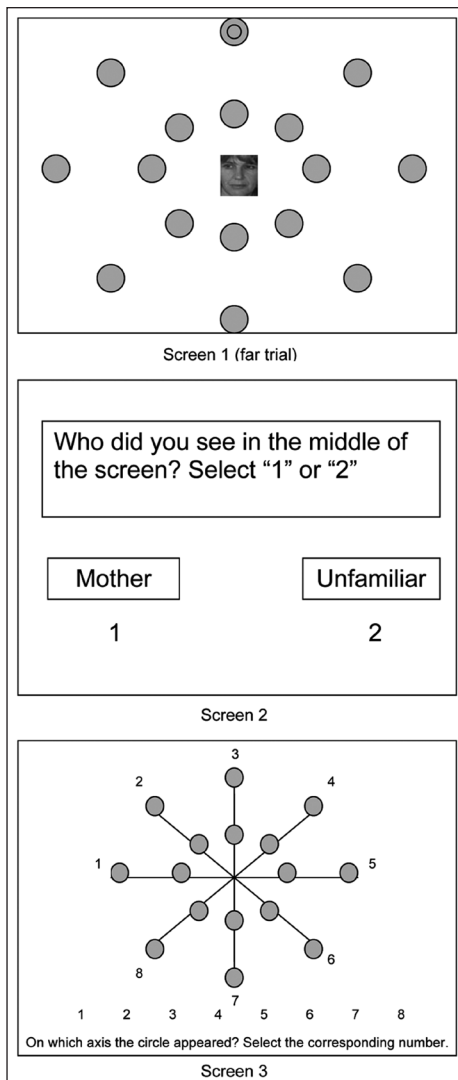 Screen 1 (far trial)
Who did you see in the middle of
the screen? Select “1” or “2”
Mother
Unfamiliar
1
2
Screen 2
3
2
4
1
5
8
6
7
1 2 3 4 5 6 7 8
On which axis the circle appeared? Select the corresponding number.
Screen 3